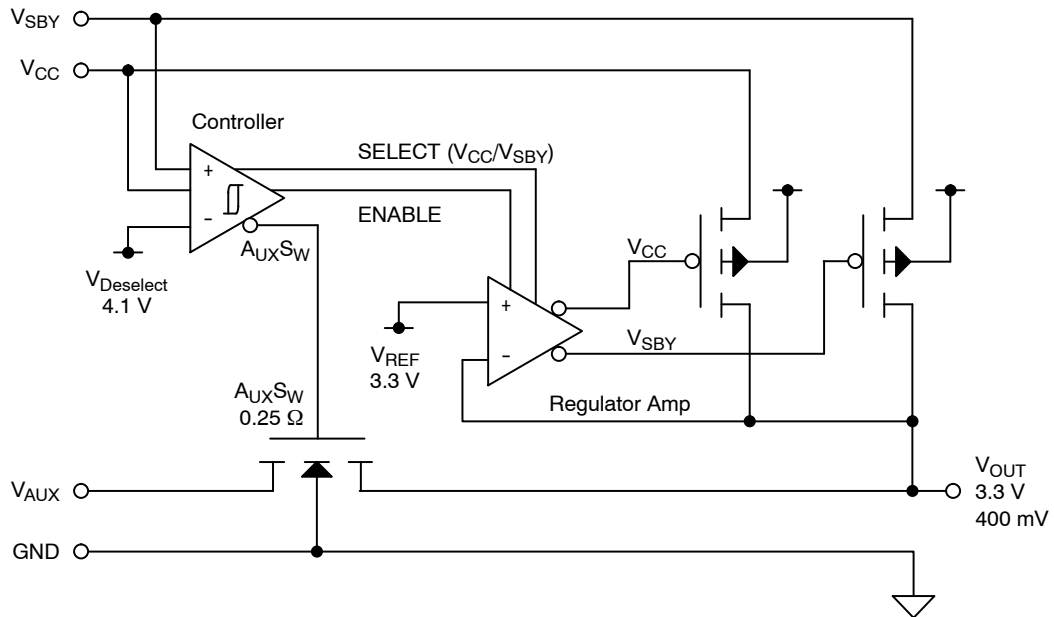 VSBY
VCC
Controller
SELECT (VCC/VSBY)
+
ENABLE
-
AUXSW
VCC
VDeselect
4.1 V
+
VREF
3.3 V
VSBY
-
AUXSW
0.25 Ω
Regulator Amp
VAUX
VOUT
3.3 V
400 mV
GND